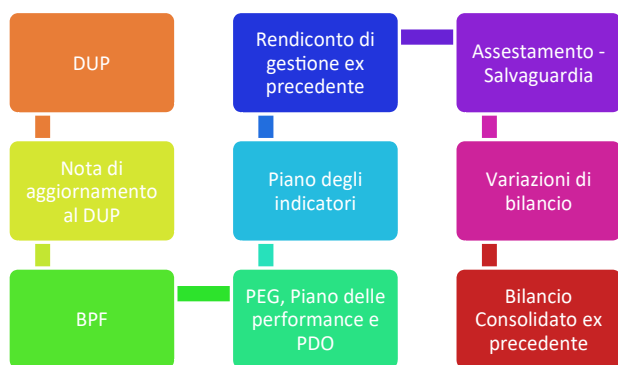 DUP
Nota di
aggiornamento
al DUP
BPF
PEG, Piano delle
performance e
PDO
Piano degli
indicatori
Rendiconto di
gestione ex
precedente
Assestamento -
Salvaguardia
Variazioni di
bilancio
Bilancio
Consolidato ex
precedente